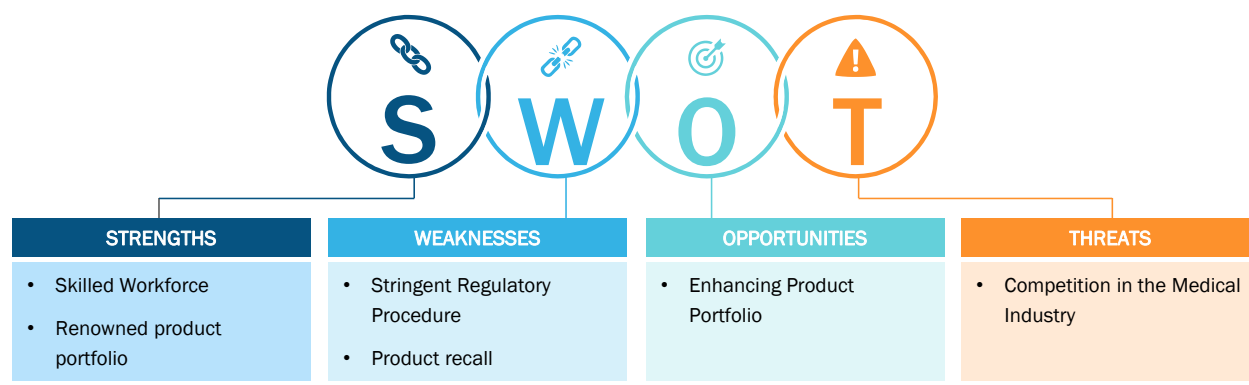 S W O T
STRENGTHS
• Skilled Workforce
• Renowned product
portfolio
WEAKNESSES
• Stringent Regulatory
Procedure
• Product recall
OPPORTUNITIES
• Enhancing Product
Portfolio
THREATS
• Competition in the Medical
Industry